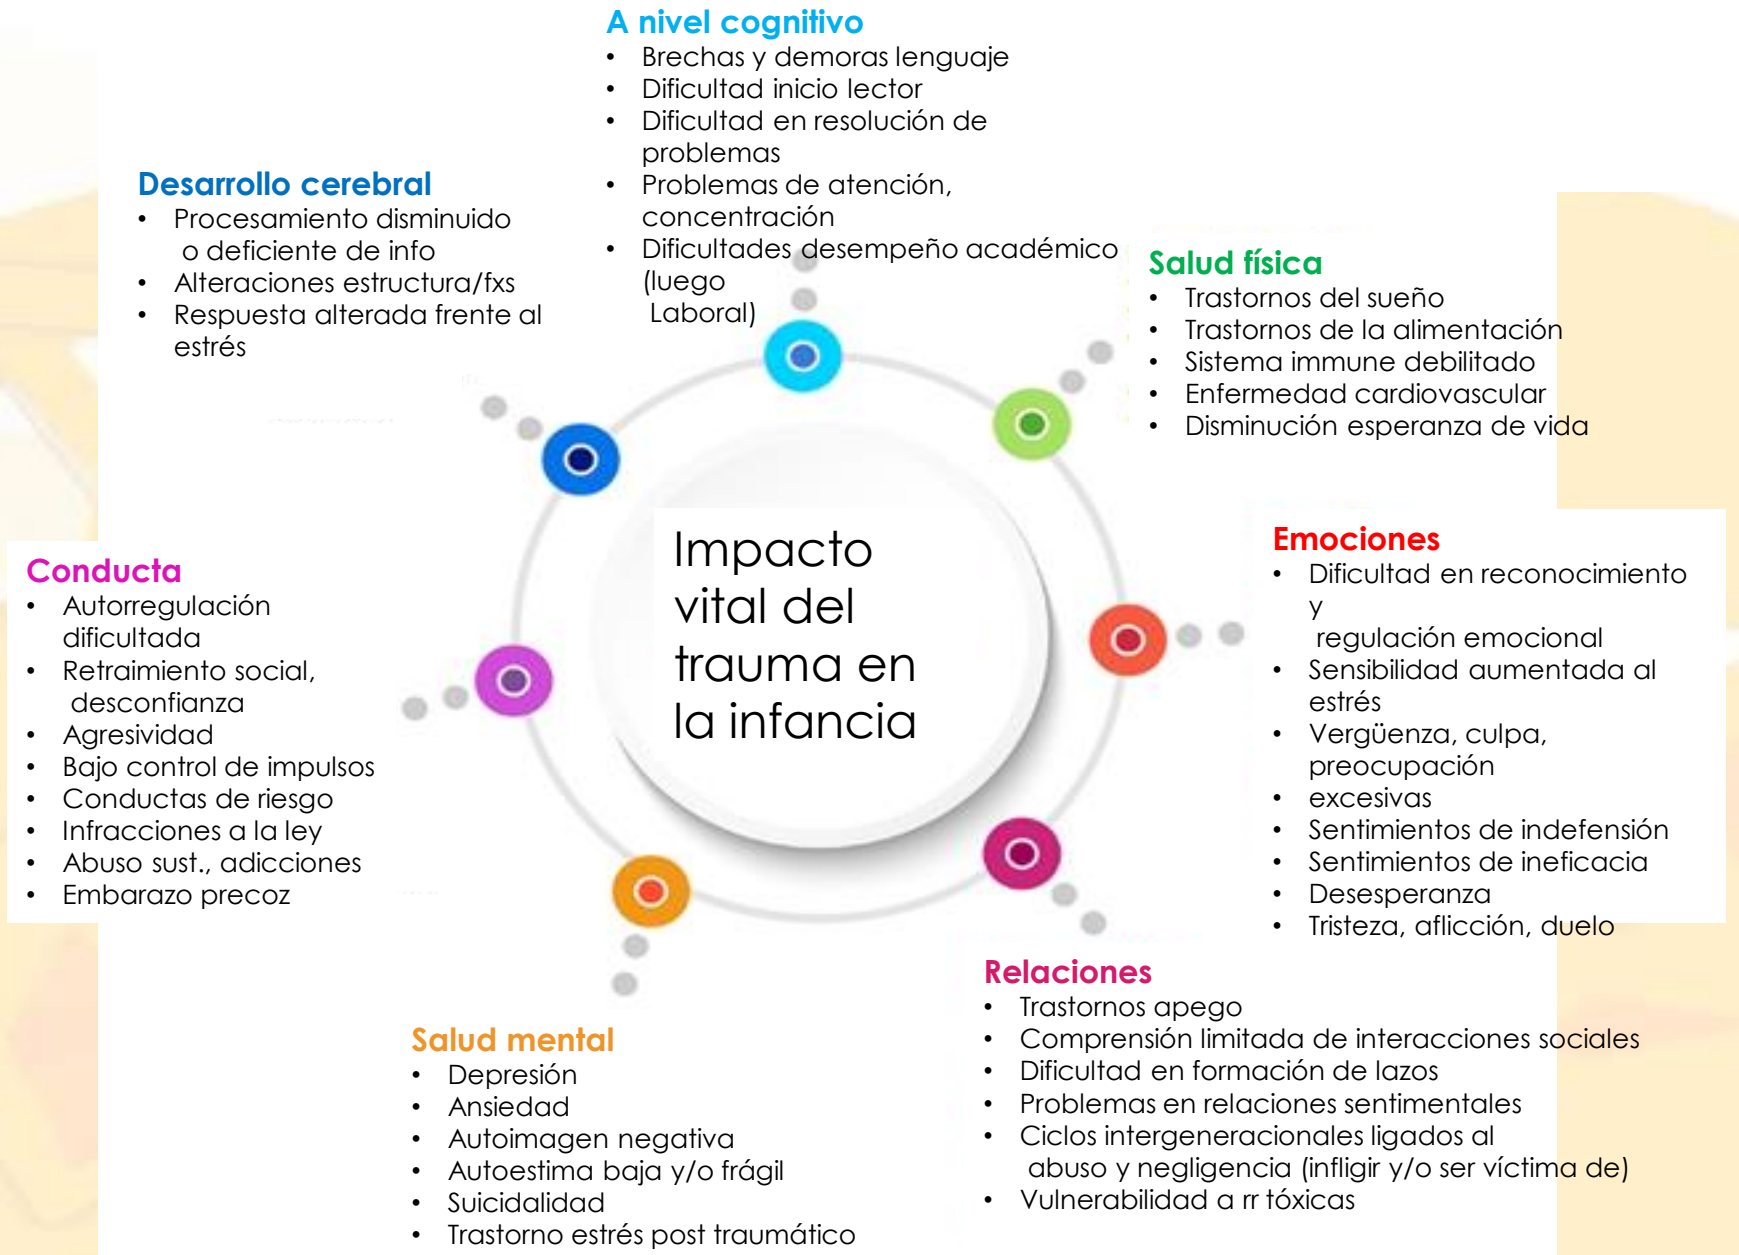 A nivel cognitivo
• Brechas y demoras lenguaje
• Dificultad inicio lector
• Dificultad en resolución de
problemas
• Problemas de atención,
concentración
• Dificultades desempeño académico
(luego
Laboral)
Desarrollo cerebral
• Procesamiento disminuido
o deficiente de info
• Alteraciones estructura/fxs
• Respuesta alterada frente al
estrés
Salud física
• Trastornos del sueño
• Trastornos de la alimentación
• Sistema immune debilitado
• Enfermedad cardiovascular
• Disminución esperanza de vida
Impacto
vital del
trauma en
la infancia
Conducta
• Autorregulación
dificultada
• Retraimiento social,
desconfianza
• Agresividad
• Bajo control de impulsos
• Conductas de riesgo
• Infracciones a la ley
• Abuso sust., adicciones
• Embarazo precoz
Emociones
• Dificultad en reconocimiento
y
regulación emocional
• Sensibilidad aumentada al
estrés
• Vergüenza, culpa,
preocupación
• excesivas
• Sentimientos de indefensión
• Sentimientos de ineficacia
• Desesperanza
• Tristeza, aflicción, duelo
Salud mental
• Depresión
• Ansiedad
• Autoimagen negativa
• Autoestima baja y/o frágil
• Suicidalidad
• Trastorno estrés post traumático
Relaciones
• Trastornos apego
• Comprensión limitada de interacciones sociales
• Dificultad en formación de lazos
• Problemas en relaciones sentimentales
• Ciclos intergeneracionales ligados al
abuso y negligencia (infligir y/o ser víctima de)
• Vulnerabilidad a rr tóxicas